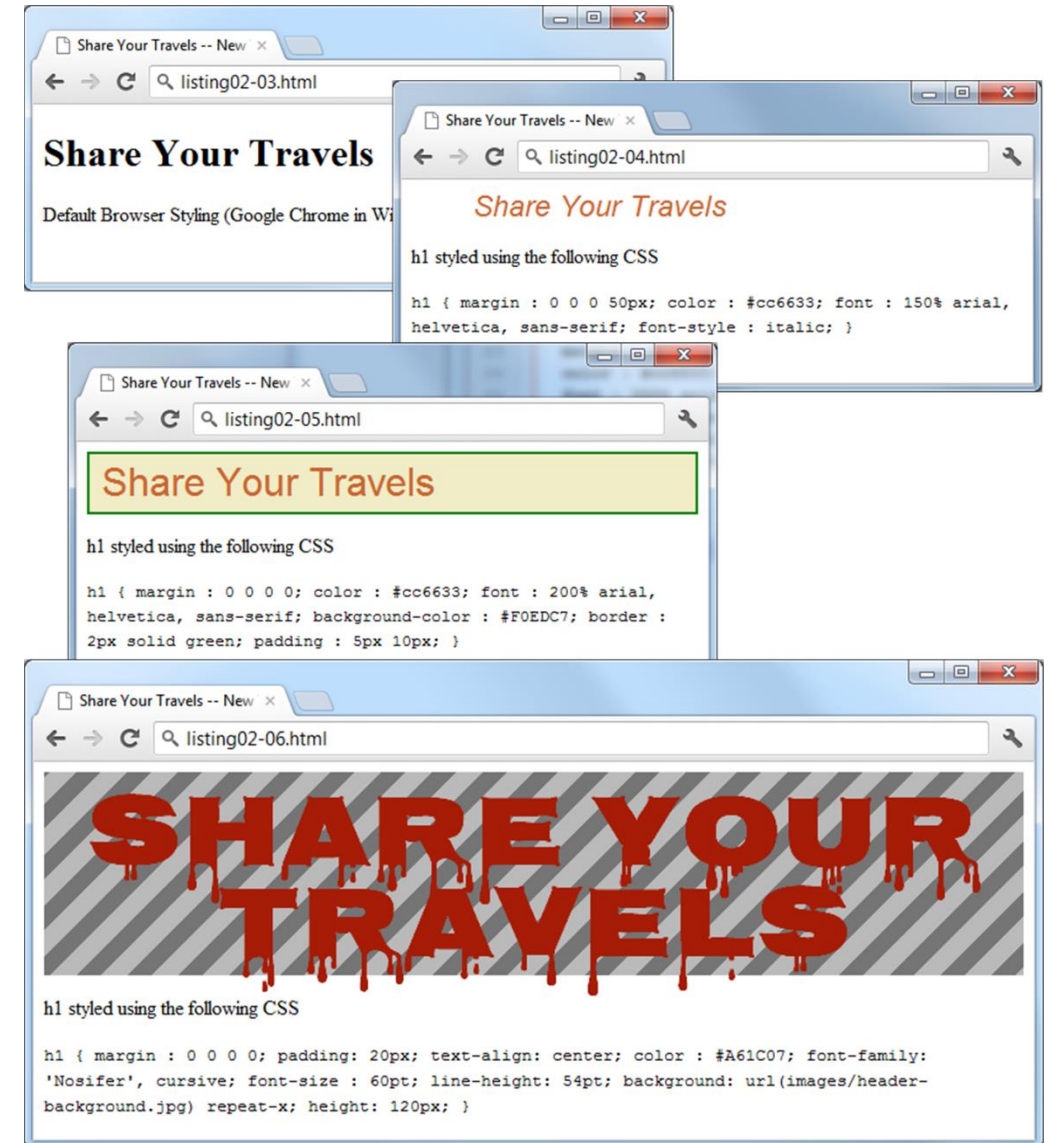 Share Your Travels -- New
listing02-03.html
Share Your Travels
Default Browser Styling (Google Chrome in
Share Your Travels -- New
listing02-04.html
Share Your Travels
h1 styled using the following CSS
h1 { margin : 0 0 0 50px; color : #cc6633; font : 150% arial,
helvetica, sans-serif; font-style : italic; }
Share Your Travels -- New
listing02-05.html
Share Your Travels
h1 styled using the following CSS
h1 { margin : 0 0 0 0; color : #cc6633; font : 200% arial,
helvetica, sans-serif; background-color : #F0EDC7; border :
2px solid green; padding : 5px 10px; }
Share Your Travels -- New
listing02-06.html
SHARE YOUR
TRAVELS
h1 styled using the following CSS
h1 { margin : 0 0 0 0; padding: 20px; text-align: center; color : #A61C07; font-family:
'Nosifer', cursive; font-size : 60pt; line-height: 54pt; background: url(images/header-
background.jpg) repeat-x; height: 120px; }